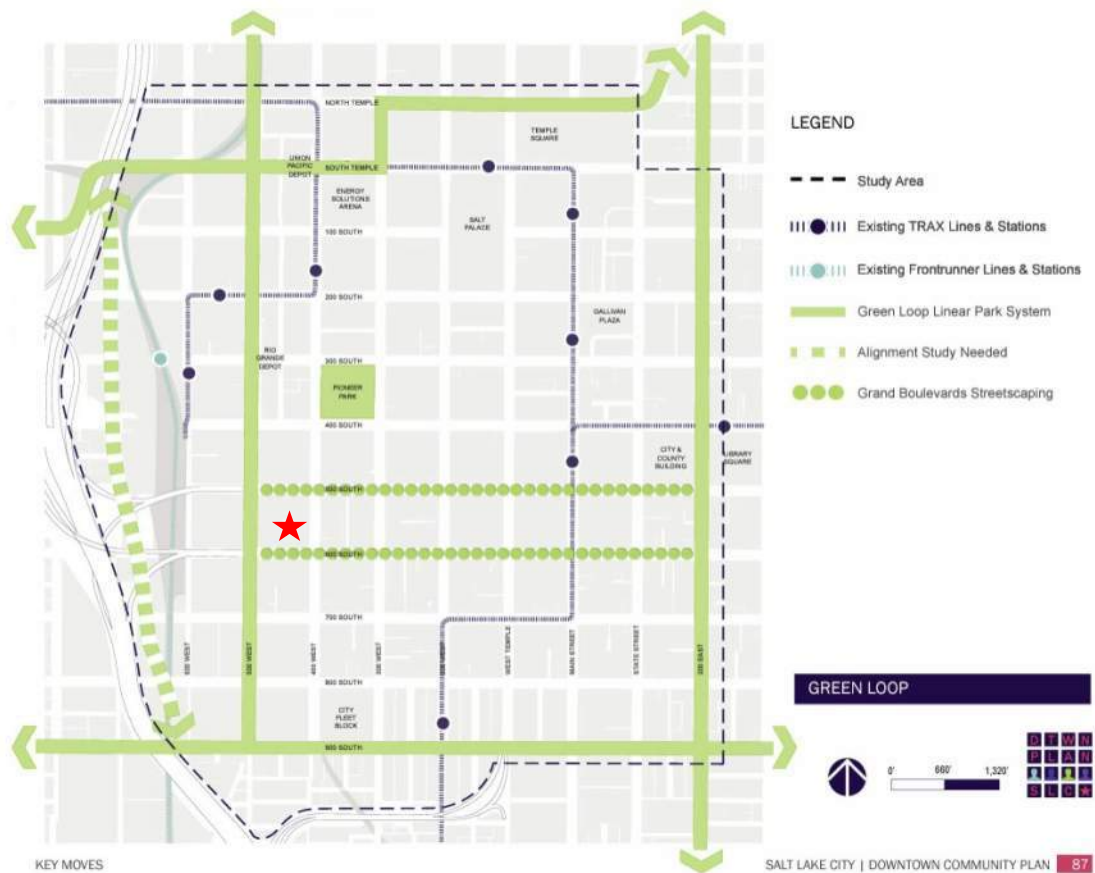 NORTH TEMPLE
TEMPLE
SQUARE
UNION
PACIFIC
DEPOT
SOUTH TEMPLE
ENERGY
SOLUTIONS
ARENA
SALT
PALACE
100 SOUTH
200 SOUTH
GALLIVAN
PLAZA
RIO
GRANDE
DEPOT
300 SOUTH
PIONEER
PARK
400 SOUTH
CITY &
COUNTY
BUILDING
LIBRARY
SQUARE
500 SOUTH
600 SOUTH
700 SOUTH
600 WEST
500 WEST
400 WEST
300 WEST
WEST TEMPLE
MAIN STREET
STATE STREET
200 EAST
800 SOUTH
CITY
FLEET
BLOCK
900 SOUTH
LEGEND
Study Area
Existing TRAX Lines & Stations
Existing Frontrunner Lines & Stations
Green Loop Linear Park System
Alignment Study Needed
Grand Boulevards Streetscaping
GREEN LOOP
0' 660' 1,320'
DTWN
PLAN
SLC
KEY MOVES
SALT LAKE CITY | DOWNTOWN COMMUNITY PLAN 87